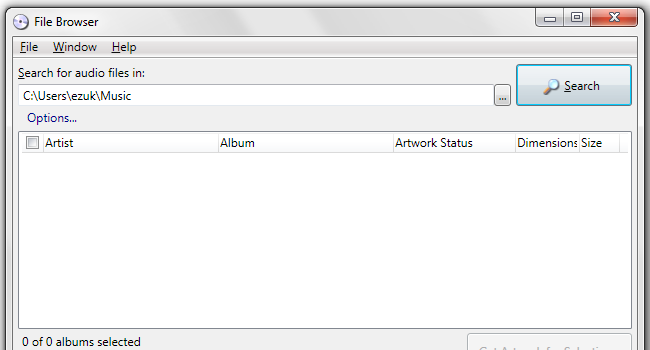 File Browser
File Window Help
Search for audio files in:
C:\Users\ezuk\Music
...
Search
Options...
Artist Album Artwork Status Dimensions Size
0 of 0 albums selected